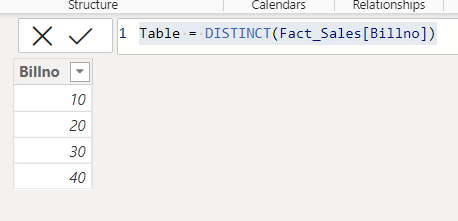 Structure Calendars Relationships
1 Table = DISTINCT(Fact_Sales[Billno])
Billno
10
20
30
40